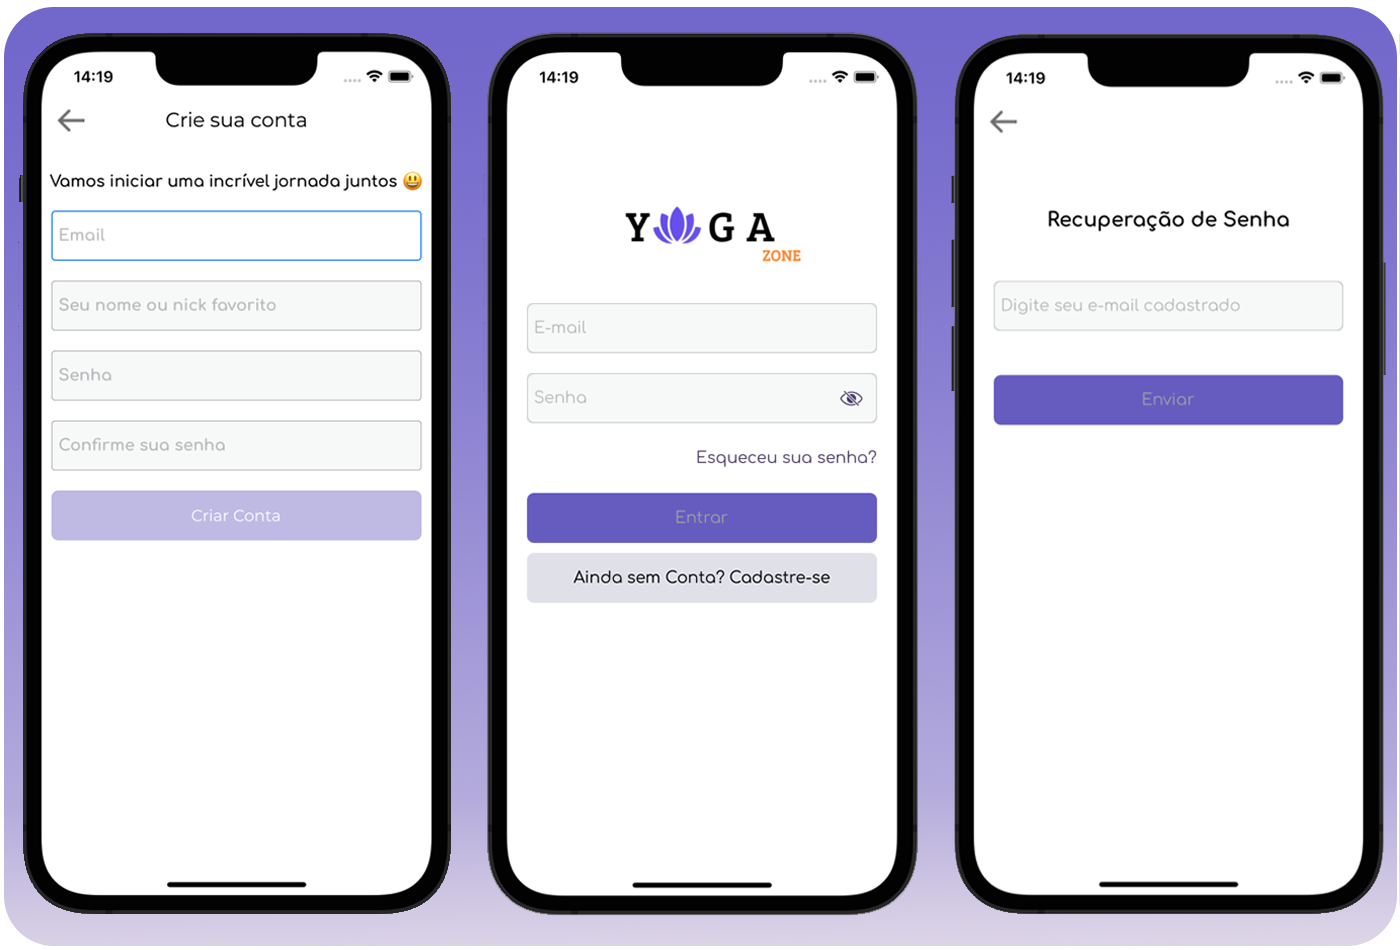 14:19
Crie sua conta
Vamos iniciar uma incrível jornada juntos 😃
Email
Seu nome ou nick favorito
Senha
Confirme sua senha
Criar Conta
14:19
Y GA
ZONE
E-mail
Senha
Esqueceu sua senha?
Entrar
Ainda sem Conta? Cadastre-se
14:19
Recuperação de Senha
Digite seu e-mail cadastrado
Enviar